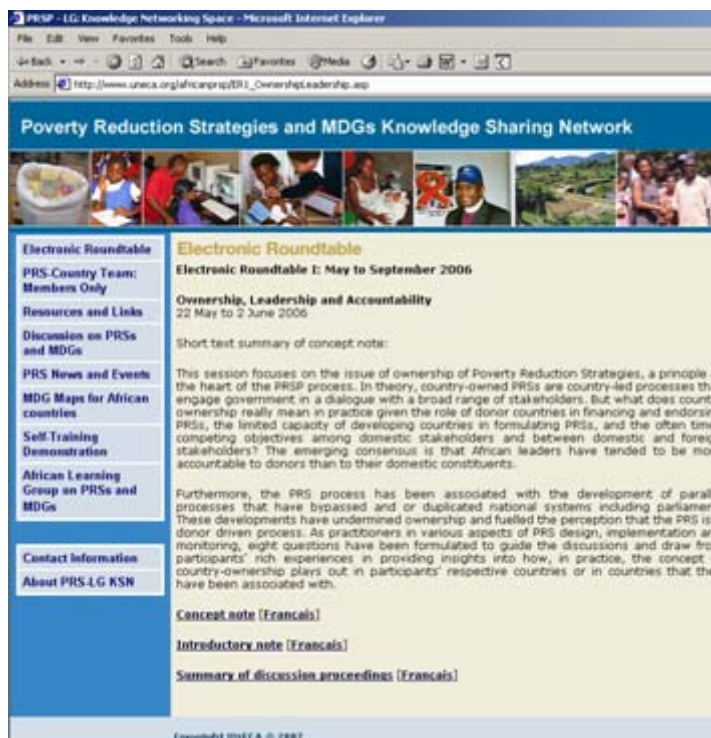 PRSP - LG: Knowledge Networking Space - Microsoft Internet Explorer
File Edit View Favorites Tools Help
Back Search Favorites Media
Address http://www.uneca.org/africanprsp/ER1_OwnershipLeadership.asp
Poverty Reduction Strategies and MDGs Knowledge Sharing Network
Electronic Roundtable
PRS-Country Team:
Members Only
Resources and Links
Discussion on PRSs
and MDGs
PRS News and Events
MDG Maps for African
countries
Self-Training
Demonstration
African Learning
Group on PRSs and
MDGs
Contact Information
About PRS-LG KSN
Electronic Roundtable
Electronic Roundtable I: May to September 2006
Ownership, Leadership and Accountability
22 May to 2 June 2006
Short text summary of concept note:
This session focuses on the issue of ownership of Poverty Reduction Strategies, a principle a
the heart of the PRSP process. In theory, country-owned PRSs are country-led processes tha
engage government in a dialogue with a broad range of stakeholders. But what does count
ownership really mean in practice given the role of donor countries in financing and endorsin
PRSs, the limited capacity of developing countries in formulating PRSs, and the often time
competing objectives among domestic stakeholders and between domestic and foreig
stakeholders? The emerging consensus is that African leaders have tended to be mo
accountable to donors than to their domestic constituents.
Furthermore, the PRS process has been associated with the development of parall
processes that have bypassed and or duplicated national systems including parliamen
These developments have undermined ownership and fuelled the perception that the PRS is
donor driven process. As practitioners in various aspects of PRS design, implementation an
monitoring, eight questions have been formulated to guide the discussions and draw fro
participants' rich experiences in providing insights into how, in practice, the concept
country-ownership plays out in participants' respective countries or in countries that the
have been associated with.
Concept note [Francais]
Introductory note [Francais]
Summary of discussion proceedings [Francais]
Copyright UNECA © 2007